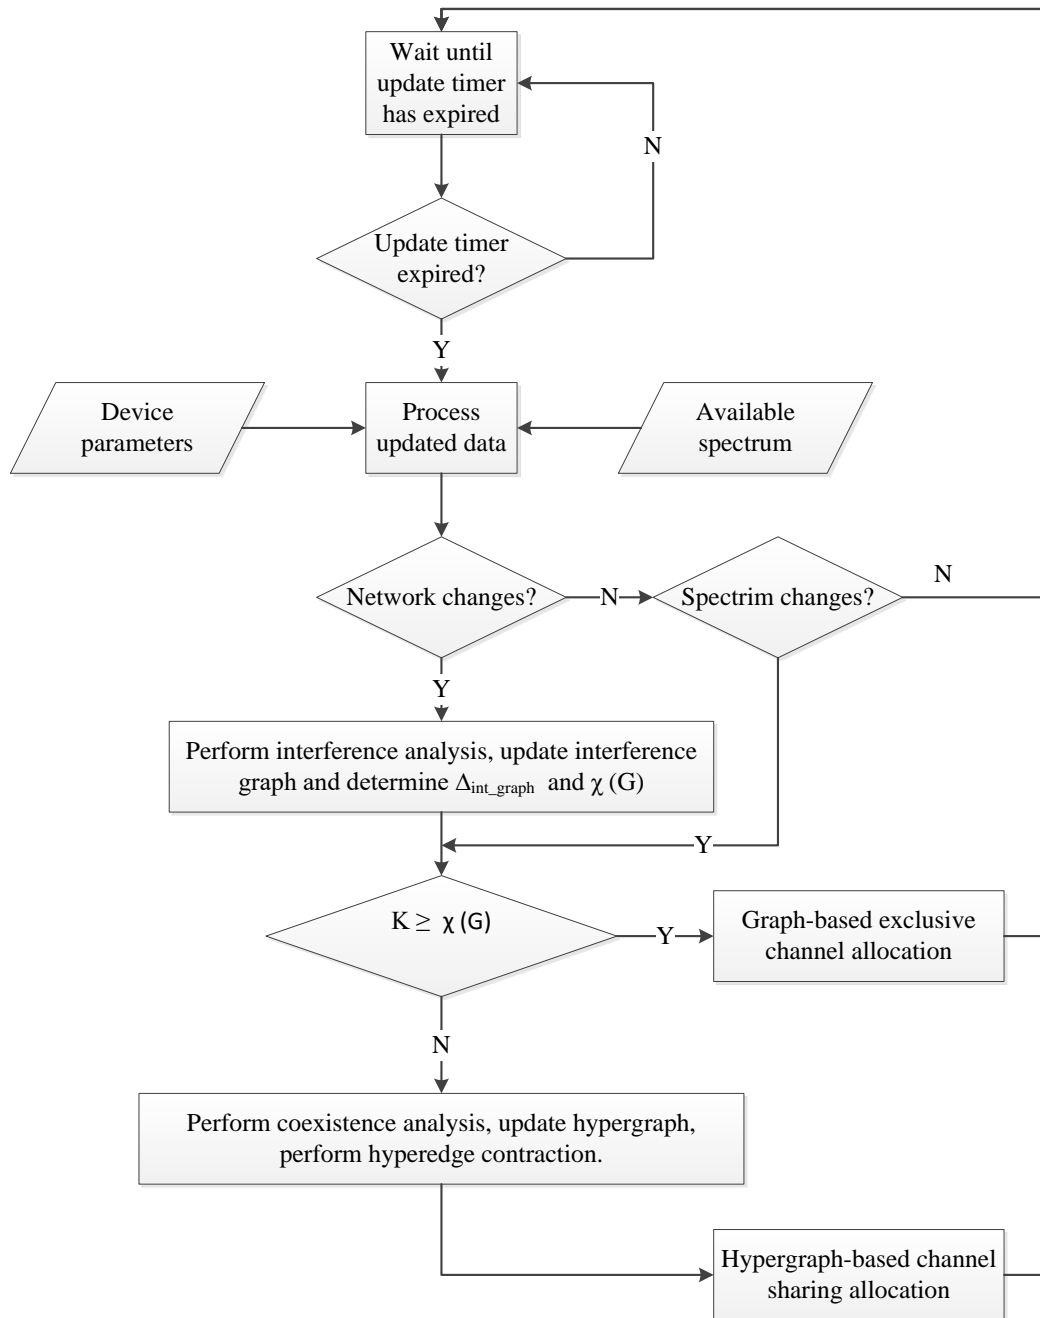 Wait until
update timer
has expired
N
Update timer
expired?
Y
Device
parameters
Process
updated data
Available
spectrum
Network changes?
N
Spectrim changes?
N
Y
Perform interference analysis, update interference
graph and determine Δint_graph and χ (G)
Y
K ≥ χ (G)
Y
Graph-based exclusive
channel allocation
N
Perform coexistence analysis, update hypergraph,
perform hyperedge contraction.
Hypergraph-based channel
sharing allocation